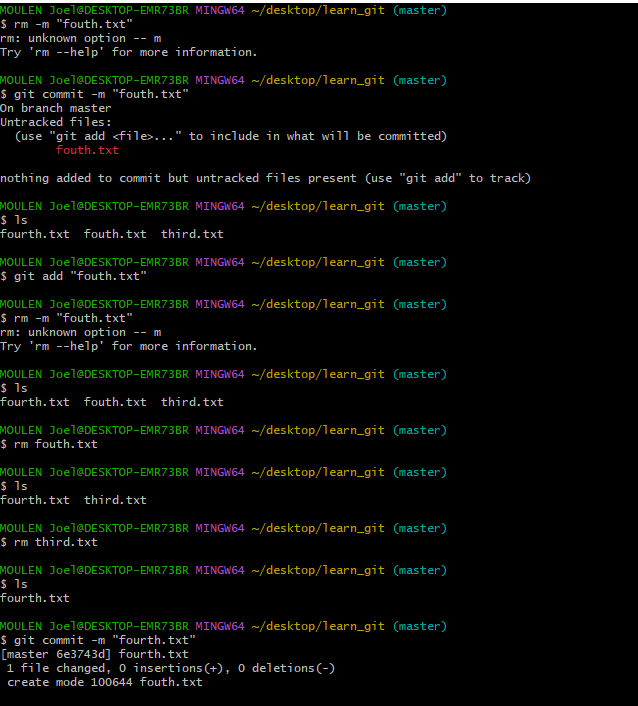 MOULEN Joel@DESKTOP-EMR73BR MINGW64 ~/desktop/learn_git (master)
$ rm -m "fouth.txt"
rm: unknown option -- m
Try 'rm --help' for more information.
MOULEN Joel@DESKTOP-EMR73BR MINGW64 ~/desktop/learn_git (master)
$ git commit -m "fouth.txt"
On branch master
Untracked files:
  (use "git add <file>..." to include in what will be committed)
        fouth.txt
nothing added to commit but untracked files present (use "git add" to track)
MOULEN Joel@DESKTOP-EMR73BR MINGW64 ~/desktop/learn_git (master)
$ ls
fourth.txt  fouth.txt  third.txt
MOULEN Joel@DESKTOP-EMR73BR MINGW64 ~/desktop/learn_git (master)
$ git add "fouth.txt"
MOULEN Joel@DESKTOP-EMR73BR MINGW64 ~/desktop/learn_git (master)
$ rm -m "fouth.txt"
rm: unknown option -- m
Try 'rm --help' for more information.
MOULEN Joel@DESKTOP-EMR73BR MINGW64 ~/desktop/learn_git (master)
$ ls
fourth.txt  fouth.txt  third.txt
MOULEN Joel@DESKTOP-EMR73BR MINGW64 ~/desktop/learn_git (master)
$ rm fouth.txt
MOULEN Joel@DESKTOP-EMR73BR MINGW64 ~/desktop/learn_git (master)
$ ls
fourth.txt  third.txt
MOULEN Joel@DESKTOP-EMR73BR MINGW64 ~/desktop/learn_git (master)
$ rm third.txt
MOULEN Joel@DESKTOP-EMR73BR MINGW64 ~/desktop/learn_git (master)
$ ls
fourth.txt
MOULEN Joel@DESKTOP-EMR73BR MINGW64 ~/desktop/learn_git (master)
$ git commit -m "fourth.txt"
[master 6e3743d] fourth.txt
 1 file changed, 0 insertions(+), 0 deletions(-)
 create mode 100644 fouth.txt